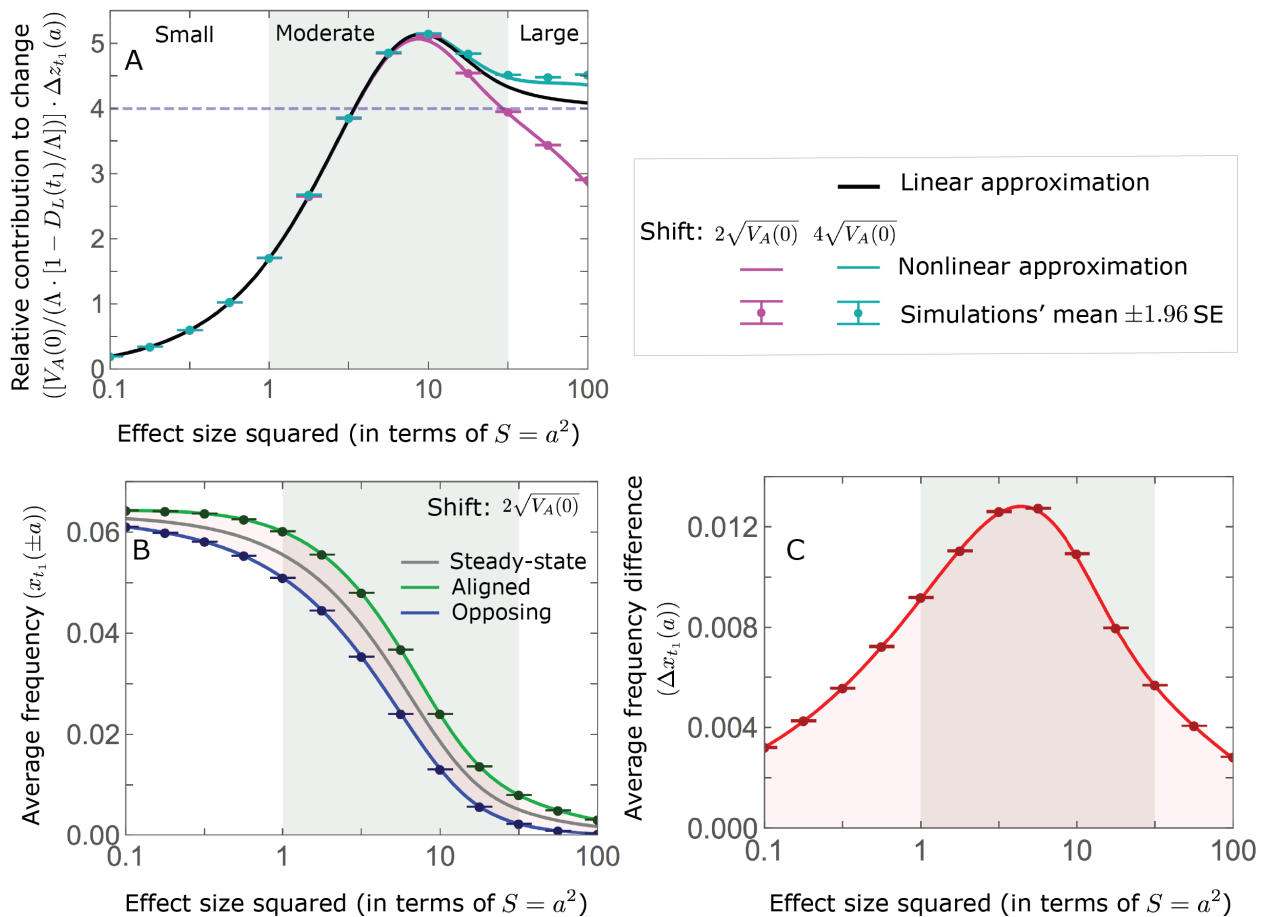 A
Small
Moderate
Large
Relative contribution to change
([V_A(0)/(Λ · [1 − D_L(t_1)/Λ])] · Δz_{t_1}(a))
5
4
3
2
1
0
0.1
1
10
100
Effect size squared (in terms of S = a²)
Linear approximation
Shift: 2√V_A(0) 4√V_A(0)
Nonlinear approximation
Simulations’ mean ±1.96 SE
B
Shift: 2√V_A(0)
Steady-state
Aligned
Opposing
Average frequency (x_{t_1}(±a))
0.06
0.04
0.02
0.00
0.1
1
10
100
Effect size squared (in terms of S = a²)
C
Average frequency difference
(Δx_{t_1}(a))
0.012
0.008
0.004
0.000
0.1
1
10
100
Effect size squared (in terms of S = a²)